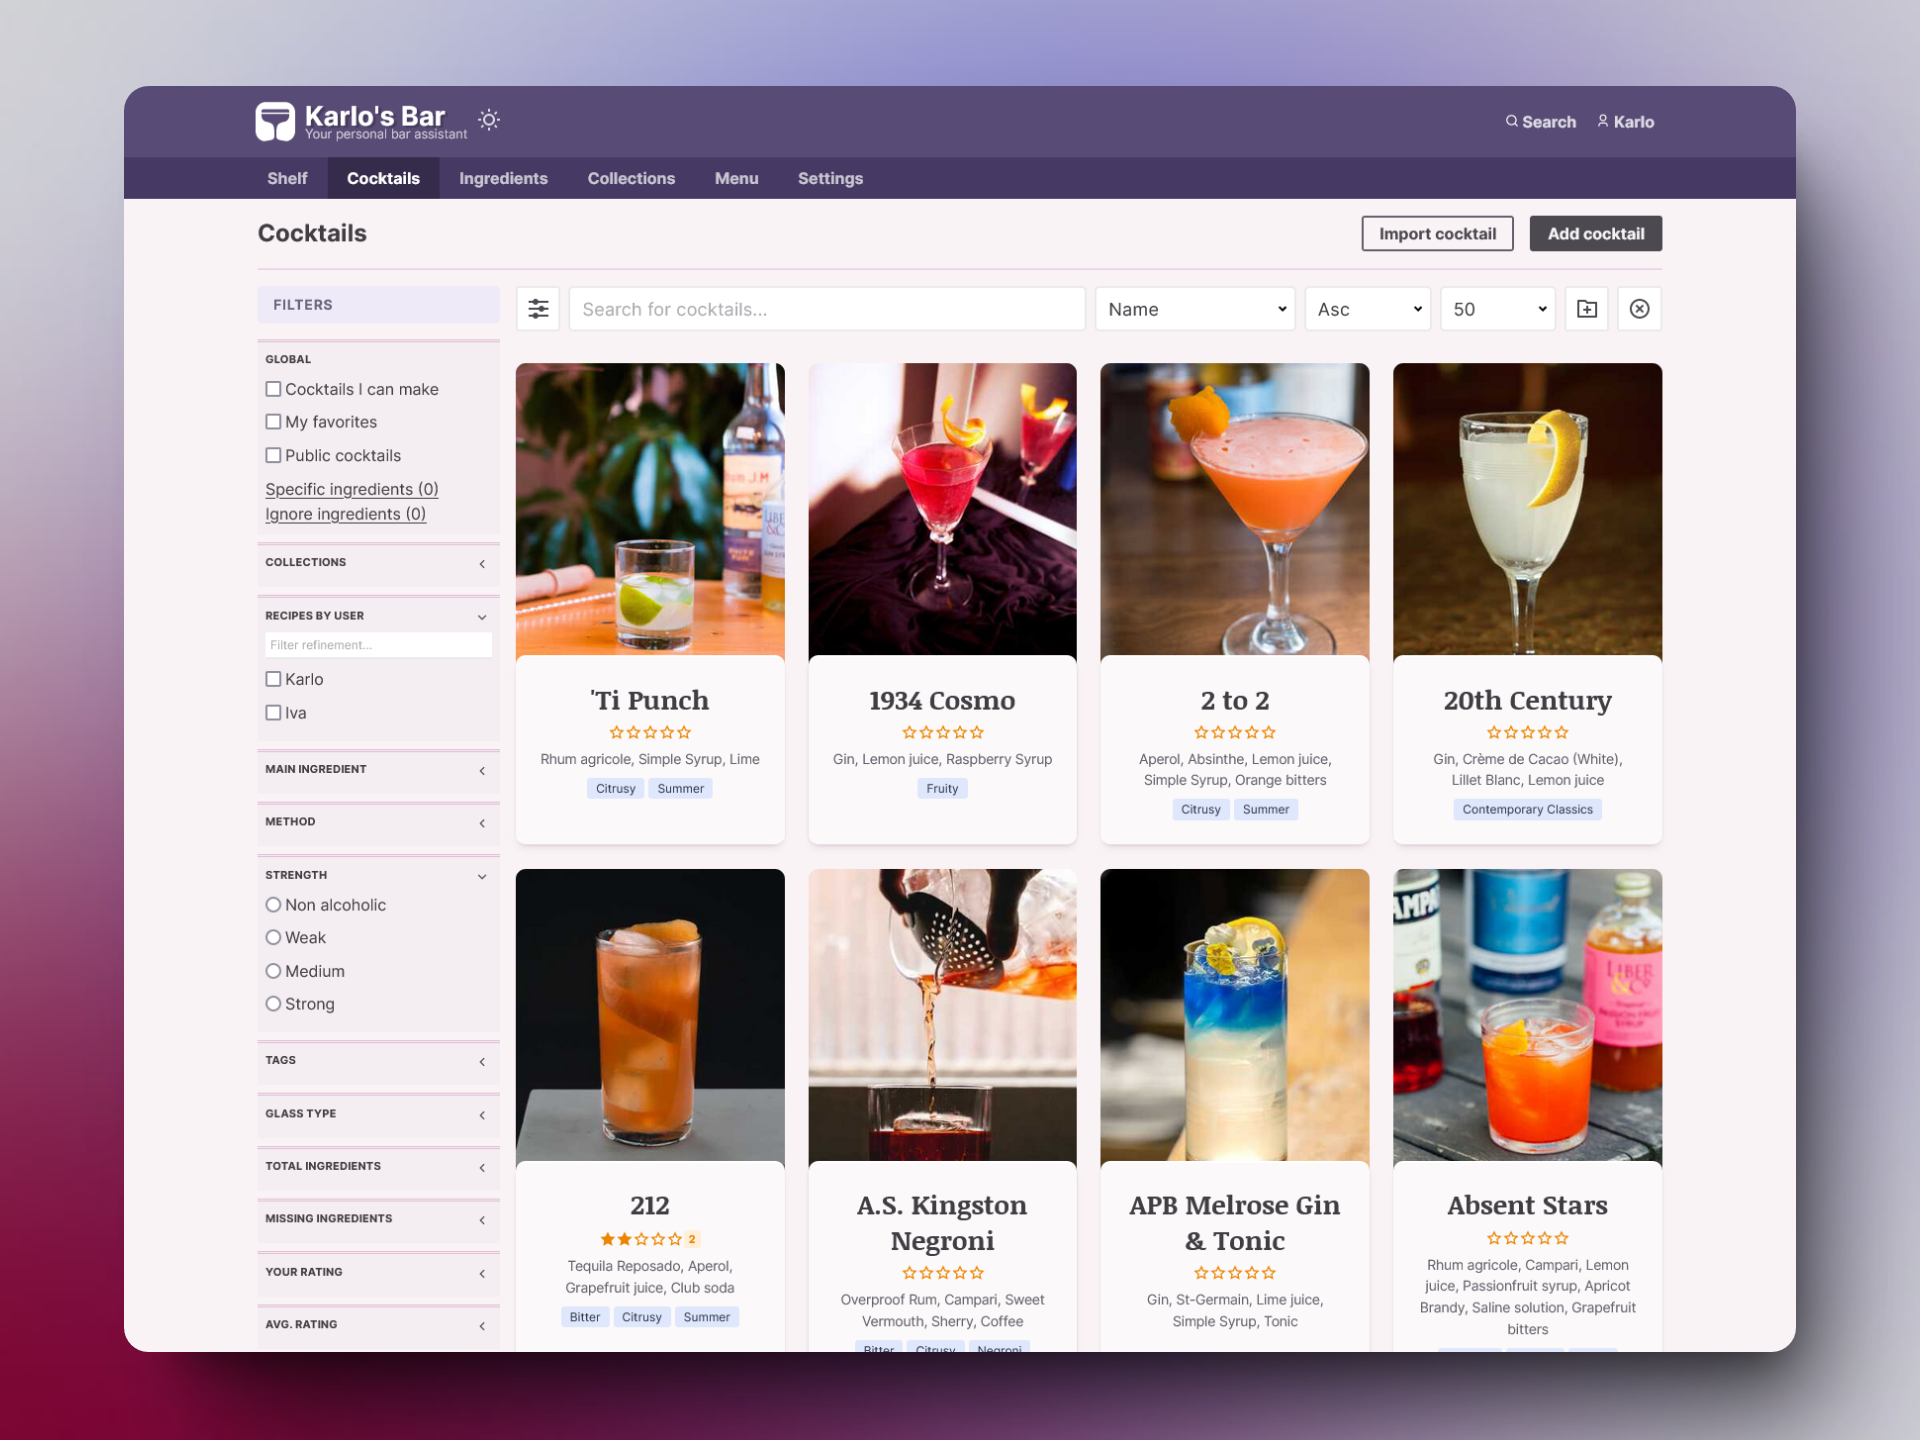 Karlo's Bar
Your personal bar assistant
Search
Karlo
Shelf
Cocktails
Ingredients
Collections
Menu
Settings
Cocktails
Import cocktail
Add cocktail
FILTERS
GLOBAL
Cocktails I can make
My favorites
Public cocktails
Specific ingredients (0)
Ignore ingredients (0)
COLLECTIONS
RECIPES BY USER
Filter refinement...
Karlo
Iva
MAIN INGREDIENT
METHOD
STRENGTH
Non alcoholic
Weak
Medium
Strong
TAGS
GLASS TYPE
TOTAL INGREDIENTS
MISSING INGREDIENTS
YOUR RATING
AVG. RATING
Search for cocktails...
Name
Asc
50
'Ti Punch
Rhum agricole, Simple Syrup, Lime
Citrusy
Summer
1934 Cosmo
Gin, Lemon juice, Raspberry Syrup
Fruity
2 to 2
Aperol, Absinthe, Lemon juice,
Simple Syrup, Orange bitters
Citrusy
Summer
20th Century
Gin, Crème de Cacao (White),
Lillet Blanc, Lemon juice
Contemporary Classics
212
2
Tequila Reposado, Aperol,
Grapefruit juice, Club soda
Bitter
Citrusy
Summer
A.S. Kingston
Negroni
Overproof Rum, Campari, Sweet
Vermouth, Sherry, Coffee
Bitter
Citrusy
Negroni
APB Melrose Gin
& Tonic
Gin, St-Germain, Lime juice,
Simple Syrup, Tonic
LIBER
& Co
Absent Stars
Rhum agricole, Campari, Lemon
juice, Passionfruit syrup, Apricot
Brandy, Saline solution, Grapefruit
bitters